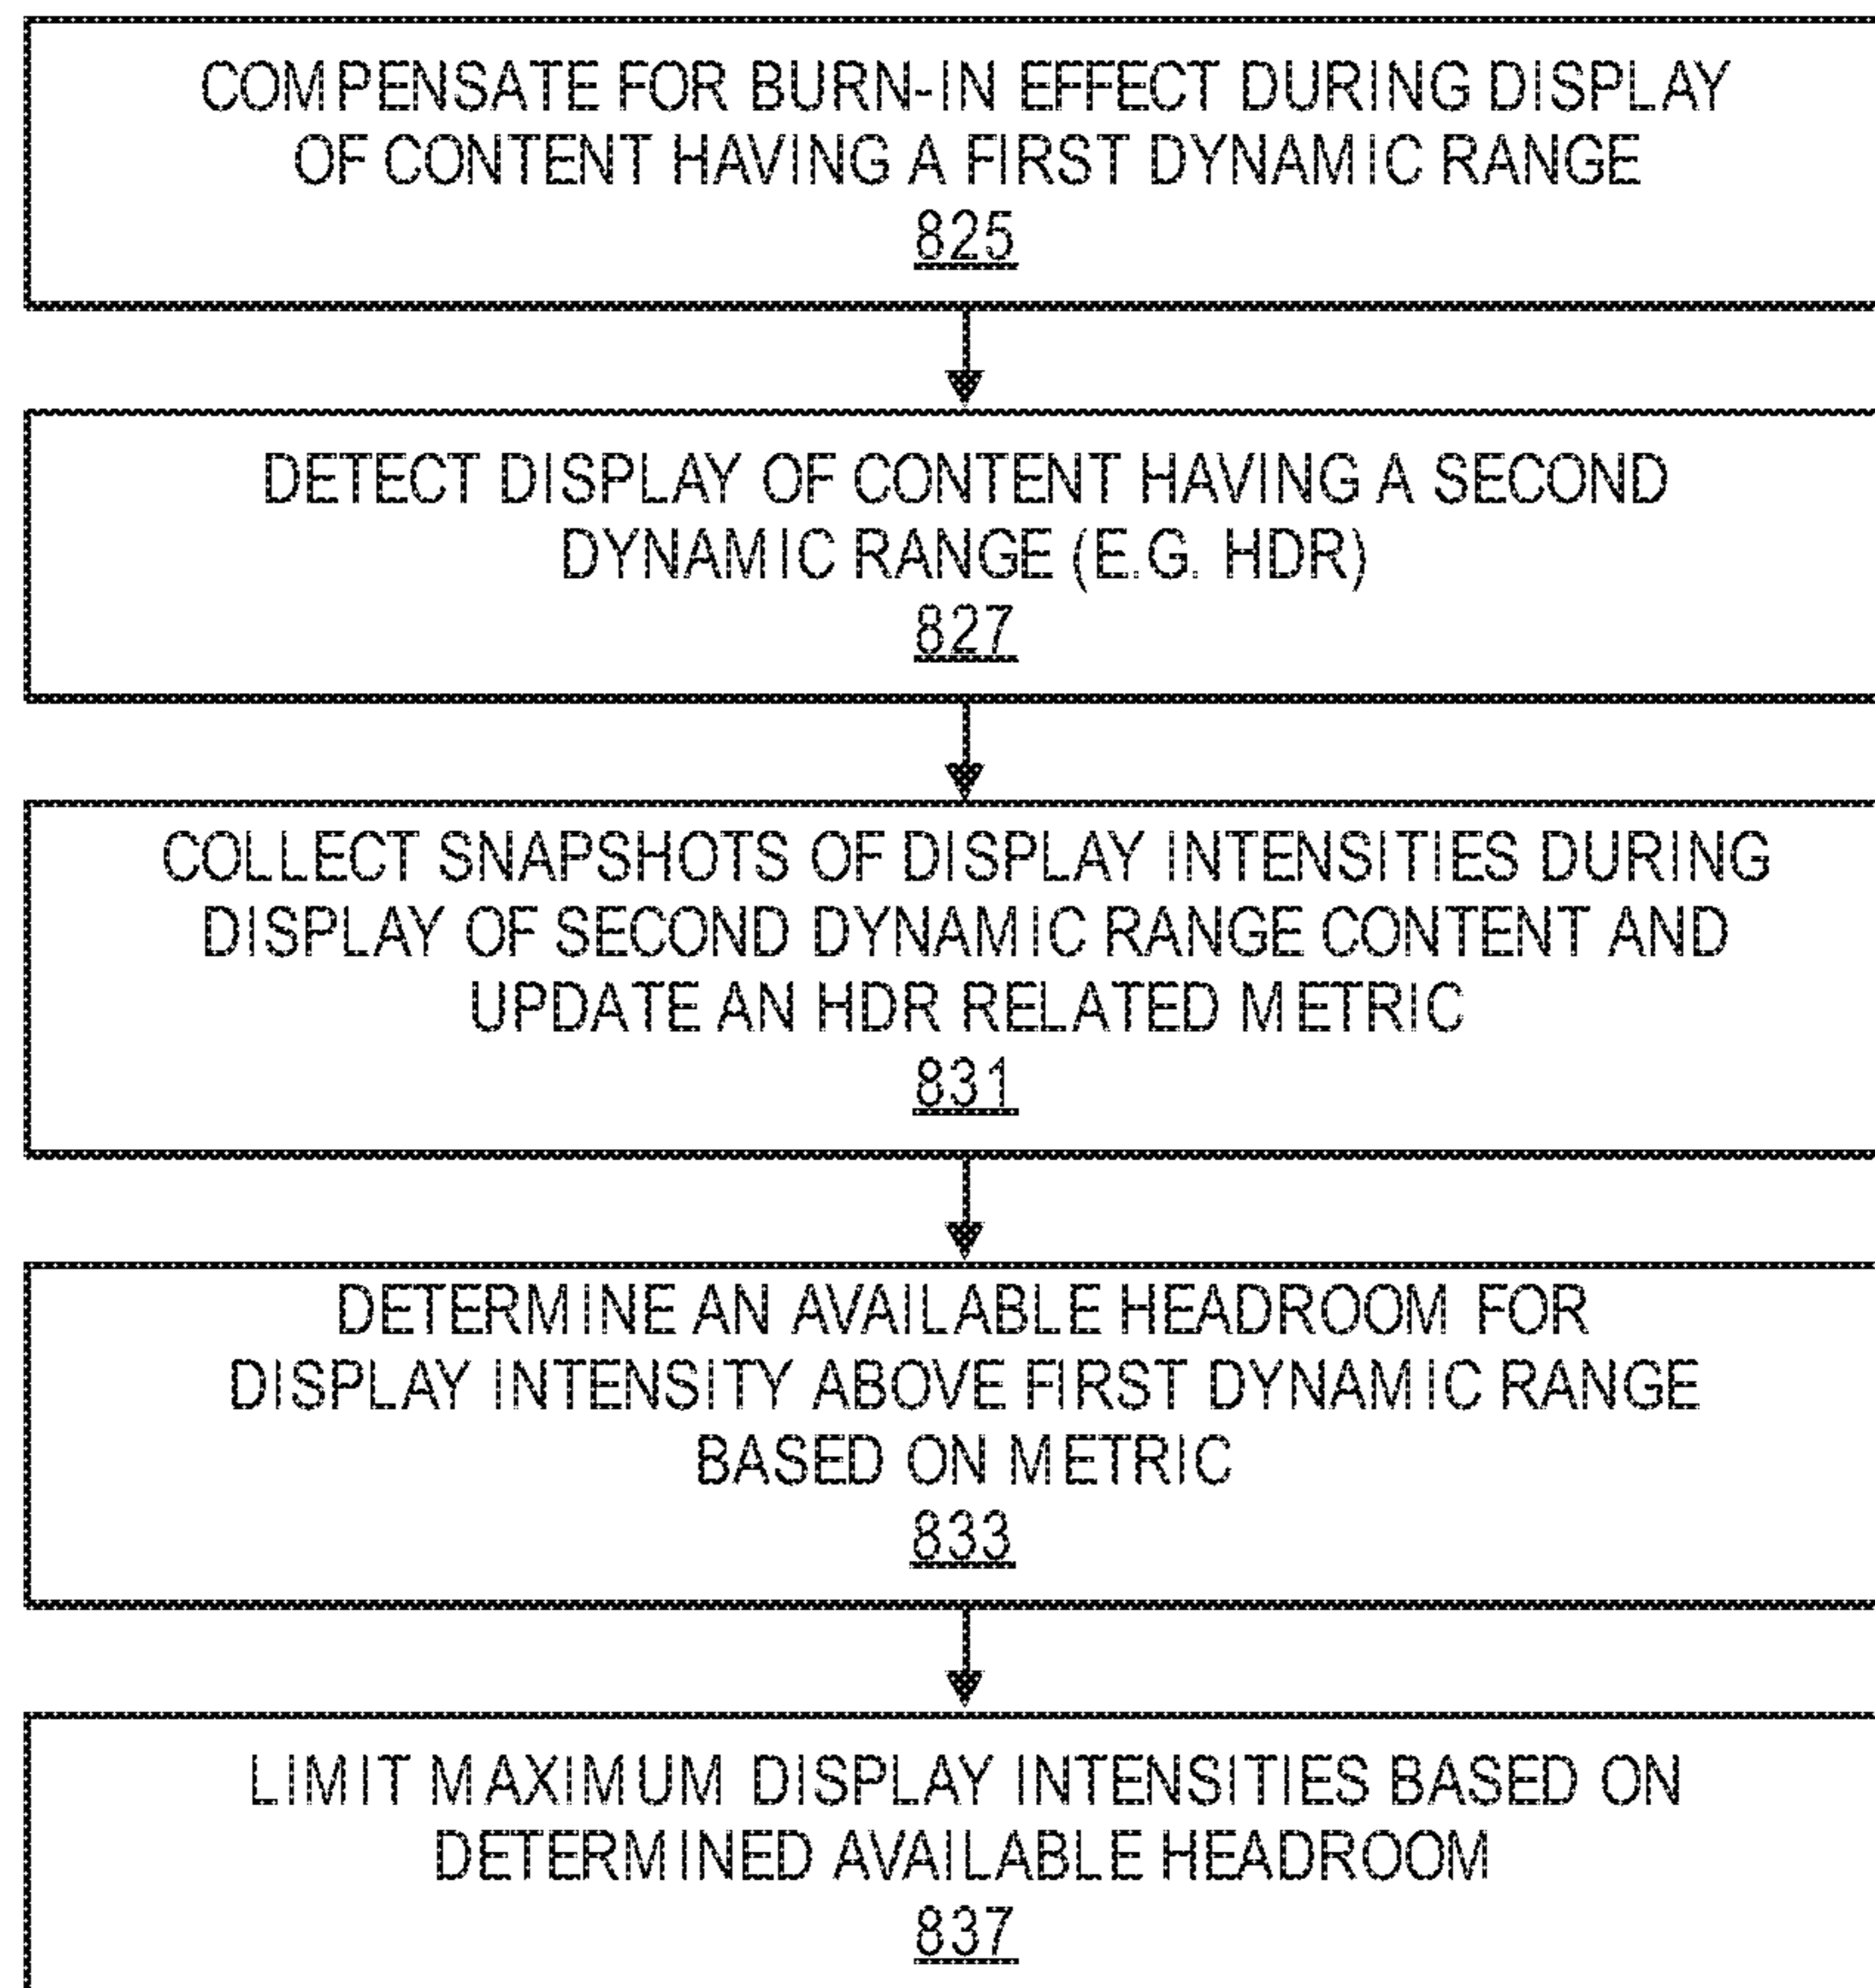 COMPENSATE FOR BURN-IN EFFECT DURING DISPLAY
OF CONTENT HAVING A FIRST DYNAMIC RANGE
825
DETECT DISPLAY OF CONTENT HAVING A SECOND
DYNAMIC RANGE (E.G. HDR)
827
COLLECT SNAPSHOTS OF DISPLAY INTENSITIES DURING
DISPLAY OF SECOND DYNAMIC RANGE CONTENT AND
UPDATE AN HDR RELATED METRIC
831
DETERMINE AN AVAILABLE HEADROOM FOR
DISPLAY INTENSITY ABOVE FIRST DYNAMIC RANGE
BASED ON METRIC
833
LIMIT MAXIMUM DISPLAY INTENSITIES BASED ON
DETERMINED AVAILABLE HEADROOM
837